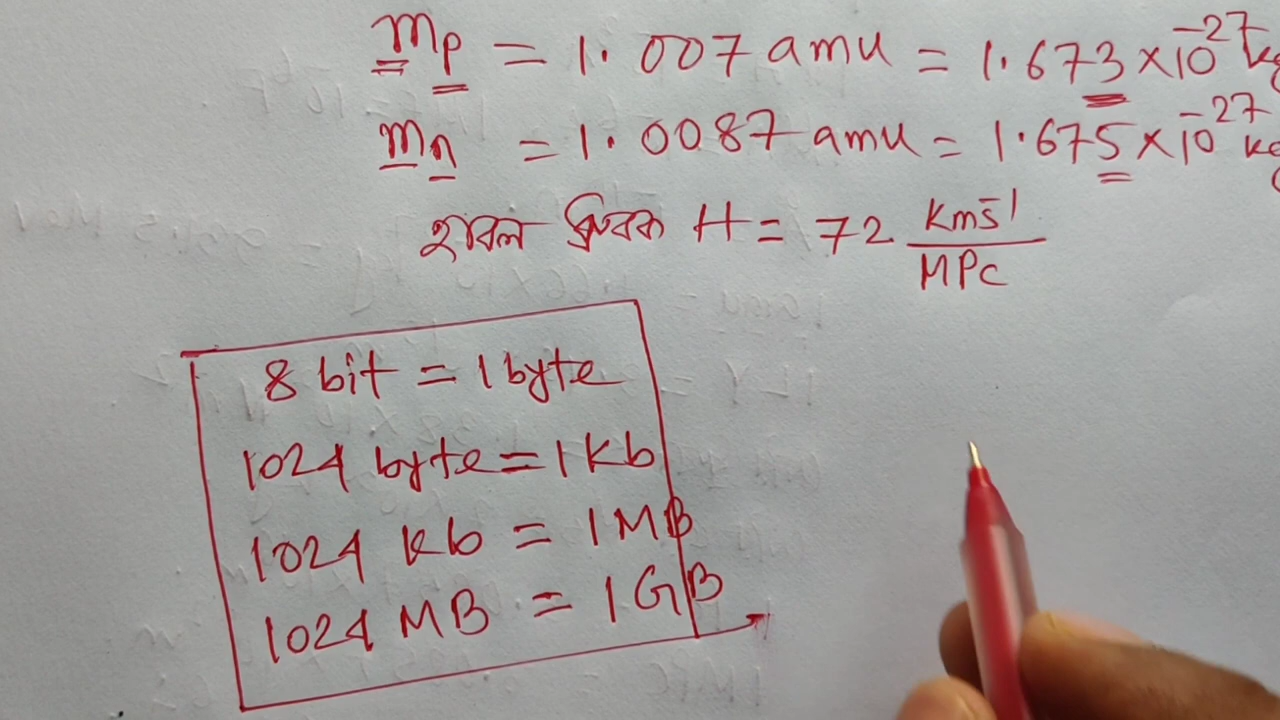 mp = 1.007 amu = 1.673 × 10⁻²⁷ kg
mn = 1.0087 amu = 1.675 × 10⁻²⁷ kg
হাবল ধ্রুবক H = 72 Kms⁻¹/MPc
8 bit = 1 byte
1024 byte = 1 Kb
1024 kb = 1 MB
1024 MB = 1 GB